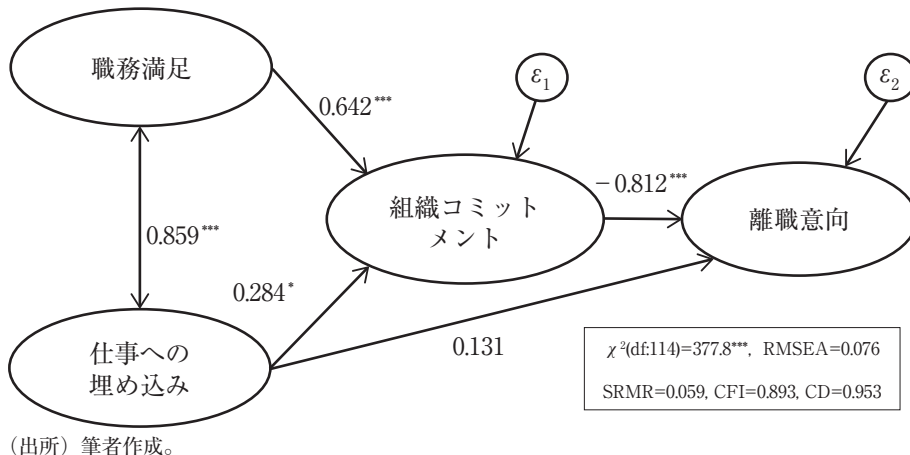 職務満足
ε1
ε2
0.642***
組織コミット
メント
−0.812***
離職意向
0.859***
0.284*
0.131
仕事への
埋め込み
χ²(df:114)=377.8***, RMSEA=0.076
SRMR=0.059, CFI=0.893, CD=0.953
（出所）筆者作成。